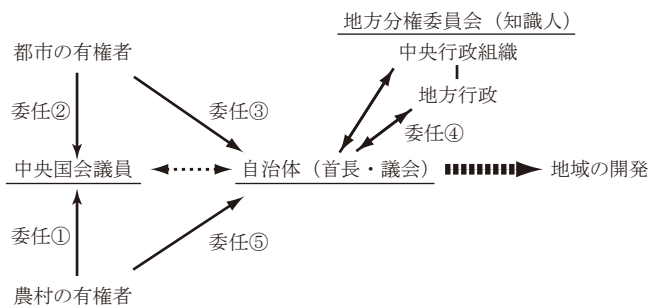 地方分権委員会(知識人)
都市の有権者
中央行政組織
地方行政
委任②
委任③
委任④
中央国会議員
自治体(首長・議会)
地域の開発
委任①
委任⑤
農村の有権者